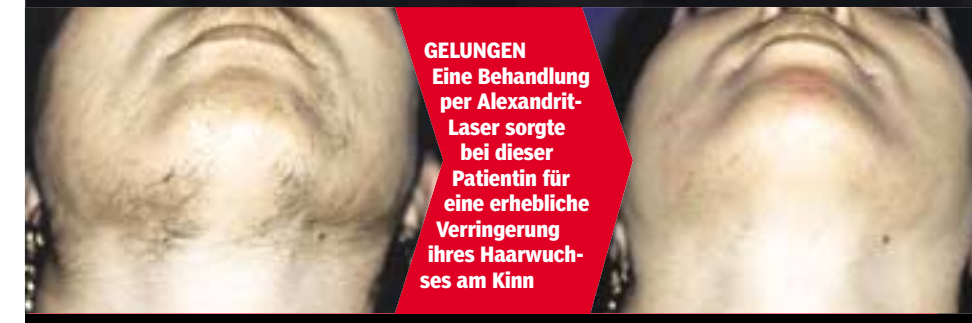 GELUNGEN
Eine Behandlung
per Alexandrit-
Laser sorgte
bei dieser
Patientin für
eine erhebliche
Verringerung
ihres Haarwuch-
ses am Kinn